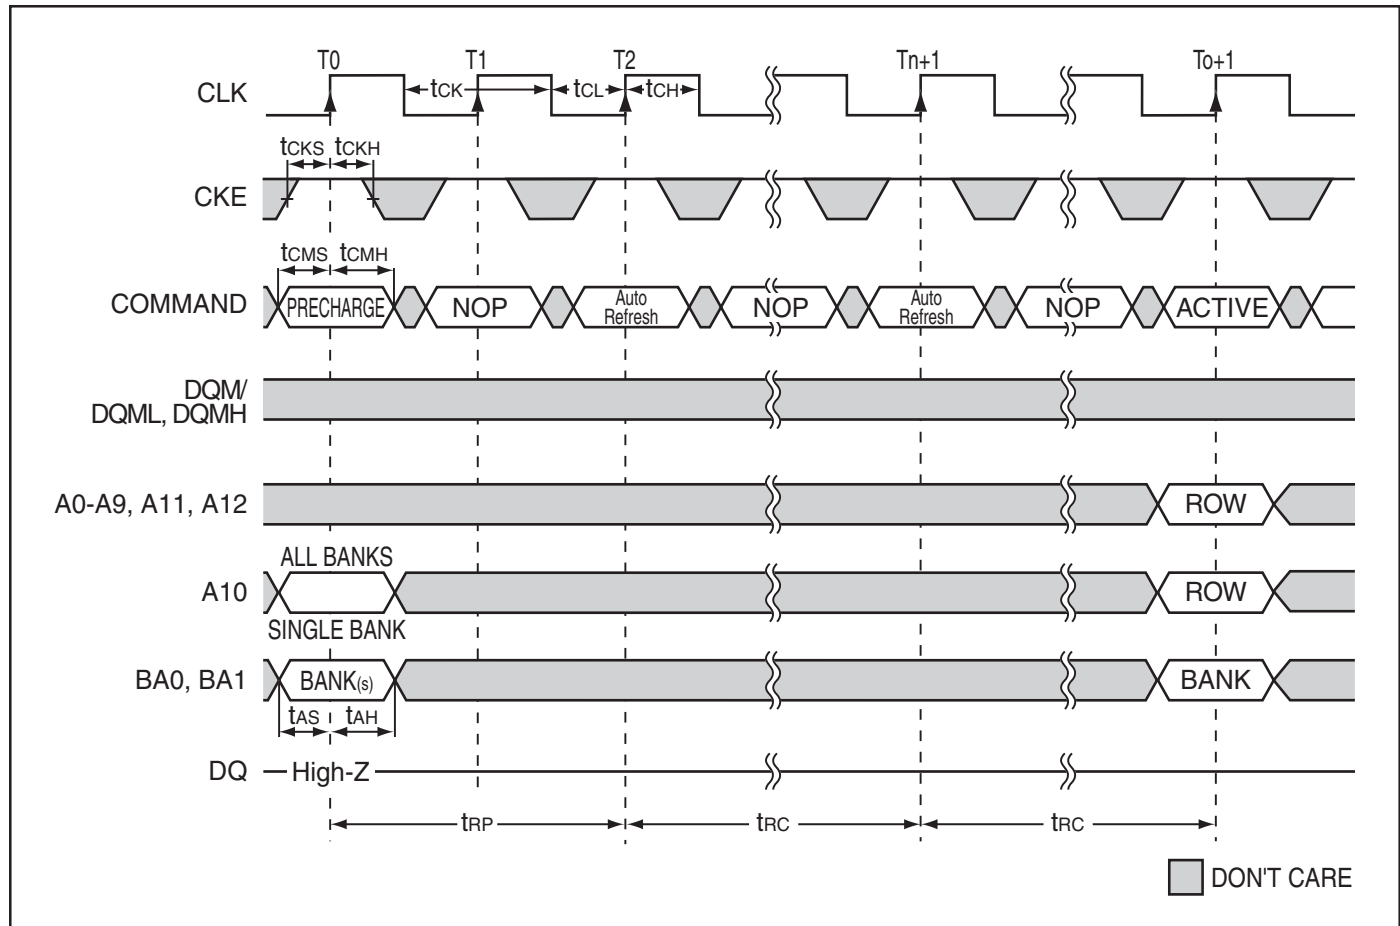 T0 T1 T2 Tn+1 To+1
CLK tCK tCL tCH
tCKS tCKH
CKE
tCMS tCMH
COMMAND PRECHARGE NOP Auto Refresh NOP Auto Refresh NOP ACTIVE
DQM/
DQML, DQMH
A0-A9, A11, A12 ROW
ALL BANKS
A10 ROW
SINGLE BANK
BA0, BA1 BANK(s) BANK
tAS tAH
DQ High-Z
tRP tRC tRC
DON'T CARE